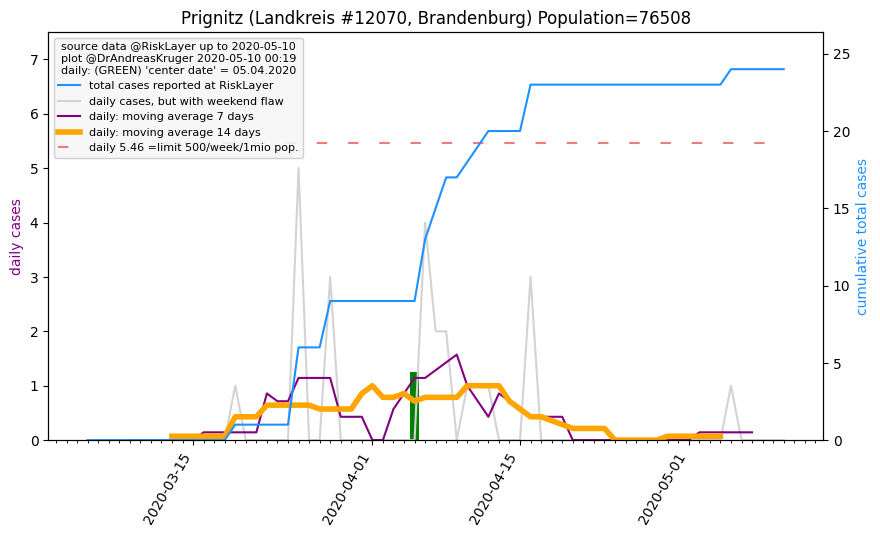 Prignitz (Landkreis #12070, Brandenburg) Population=76508
source data @RiskLayer up to 2020-05-10
plot @DrAndreasKruger 2020-05-10 00:19
daily: (GREEN) 'center date' = 05.04.2020
total cases reported at RiskLayer
daily cases, but with weekend flaw
daily: moving average 7 days
daily: moving average 14 days
daily 5.46 =limit 500/week/1mio pop.
daily cases
7
6
5
4
3
2
1
0
25
20
15
10
5
0
cumulative total cases
2020-03-15
2020-04-01
2020-04-15
2020-05-01